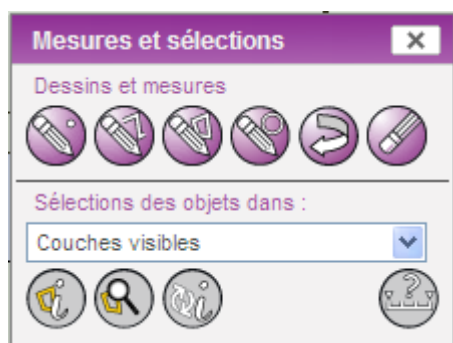 Mesures et sélections
Dessins et mesures
Sélections des objets dans :
Couches visibles